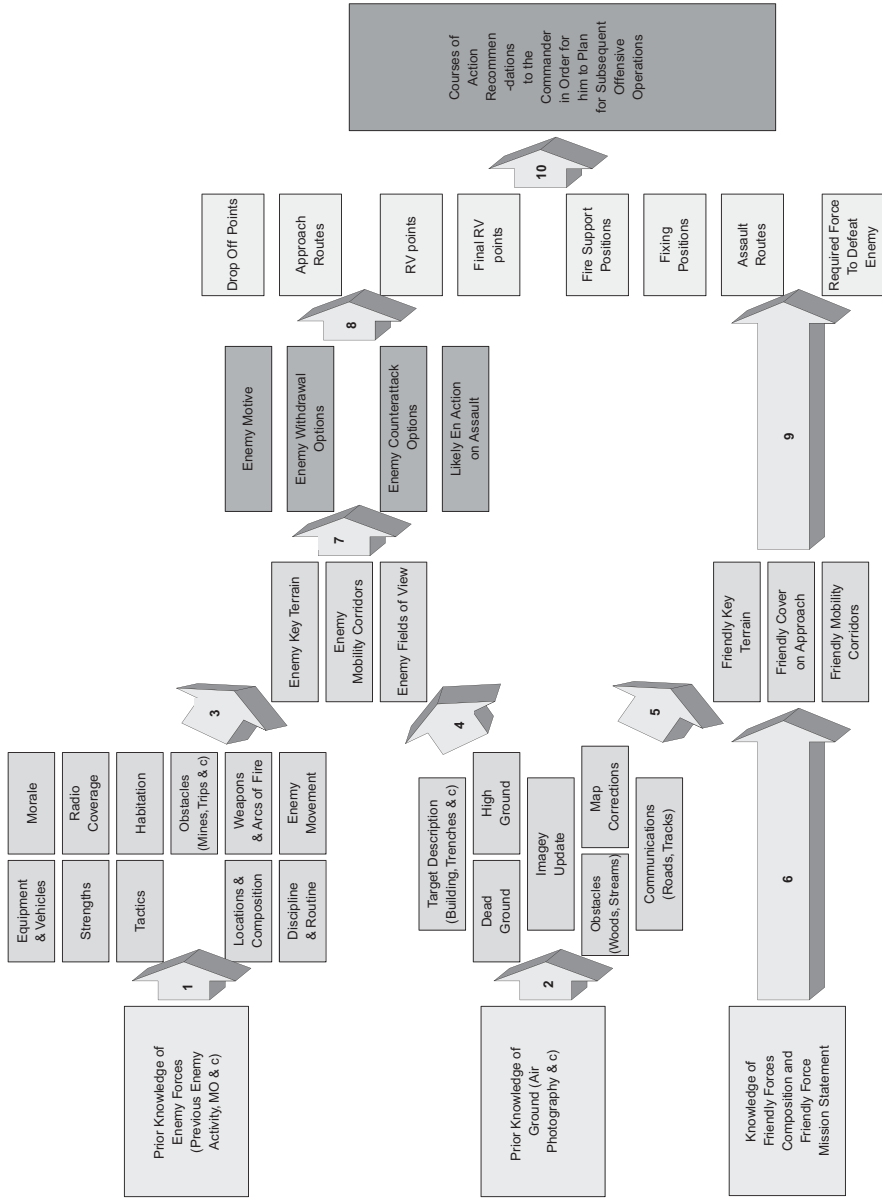 Prior Knowledge of
Enemy Forces
(Previous Enemy
Activity, MO & c)
Prior Knowledge of
Ground (Air
Photography & c)
Knowledge of
Friendly Forces
Composition and
Friendly Force
Mission Statement
1
2
6
Equipment
& Vehicles
Morale
Strengths
Radio
Coverage
Tactics
Habitation
Obstacles
(Mines, Trips & c)
Locations &
Composition
Weapons
& Arcs of Fire
Discipline
& Routine
Enemy
Movement
Target Description
(Building, Trenches & c)
Dead
Ground
High
Ground
Imagey
Update
Obstacles
(Woods, Streams)
Map
Corrections
Communications
(Roads, Tracks)
3
4
5
Enemy Key Terrain
Enemy
Mobility Corridors
Enemy Fields of View
Friendly Key
Terrain
Friendly Cover
on Approach
Friendly Mobility
Corridors
7
9
Enemy Motive
Enemy Withdrawal
Options
Enemy Counterattack
Options
Likely En Action
on Assault
8
Drop Off Points
Approach
Routes
RV points
Final RV
points
Fire Support
Positions
Fixing
Positions
Assault
Routes
Required Force
To Defeat
Enemy
10
Courses of
Action
Recommen
-dations
to the
Commander
in Order for
him to Plan
for Subsequent
Offensive
Operations